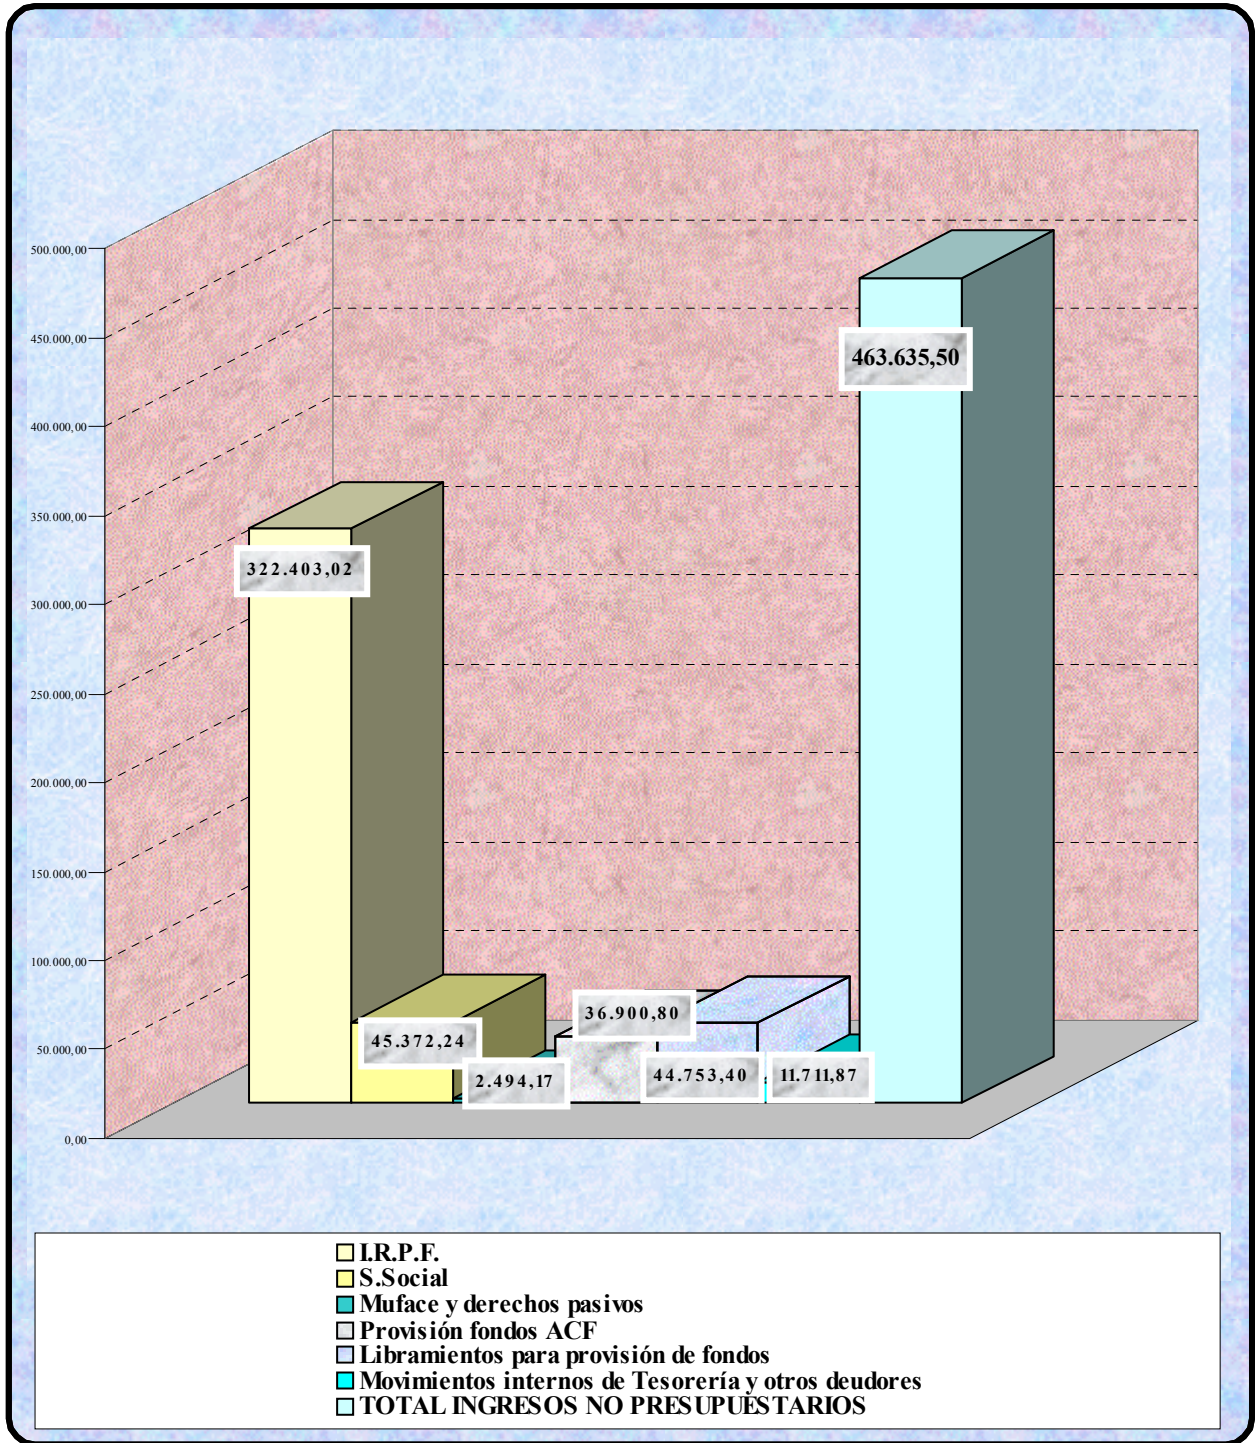 500.000,00
450.000,00
400.000,00
350.000,00
300.000,00
250.000,00
200.000,00
150.000,00
100.000,00
50.000,00
0,00
463.635,50
322.403,02
36.900,80
45.372,24
2.494,17
44.753,40
11.711,87
I.R.P.F.
S.Social
Muface y derechos pasivos
Provisión fondos ACF
Libramientos para provisión de fondos
Movimientos internos de Tesorería y otros deudores
TOTAL INGRESOS NO PRESUPUESTARIOS